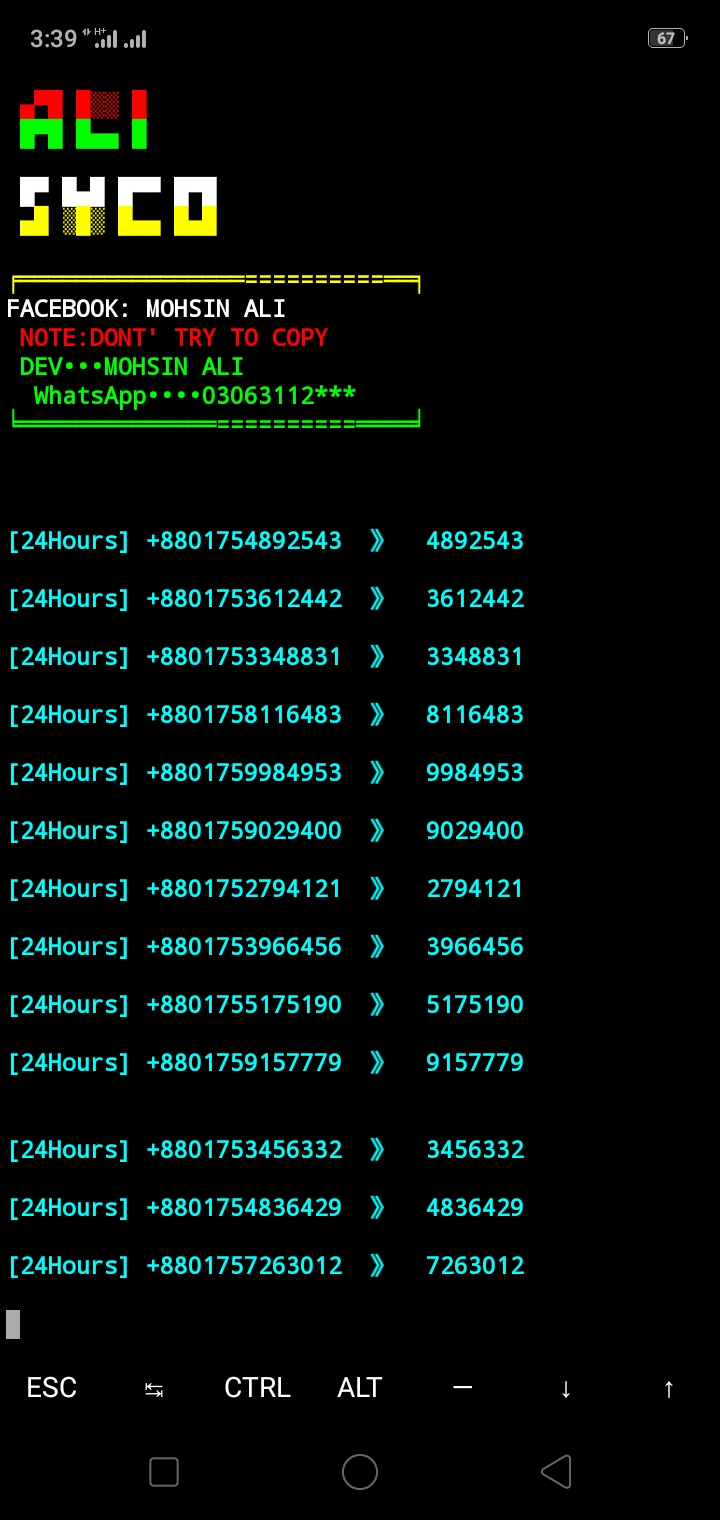 3:39 H+ 67
ALI
SYCO
╒════════════════==========══╕
FACEBOOK: MOHSIN ALI
NOTE:DONT' TRY TO COPY
DEV•••MOHSIN ALI
WhatsApp••••03063112***
╘══════════════==========════╛
[24Hours] +8801754892543 》 4892543
[24Hours] +8801753612442 》 3612442
[24Hours] +8801753348831 》 3348831
[24Hours] +8801758116483 》 8116483
[24Hours] +8801759984953 》 9984953
[24Hours] +8801759029400 》 9029400
[24Hours] +8801752794121 》 2794121
[24Hours] +8801753966456 》 3966456
[24Hours] +8801755175190 》 5175190
[24Hours] +8801759157779 》 9157779
[24Hours] +8801753456332 》 3456332
[24Hours] +8801754836429 》 4836429
[24Hours] +8801757263012 》 7263012
ESC ↹ CTRL ALT — ↓ ↑